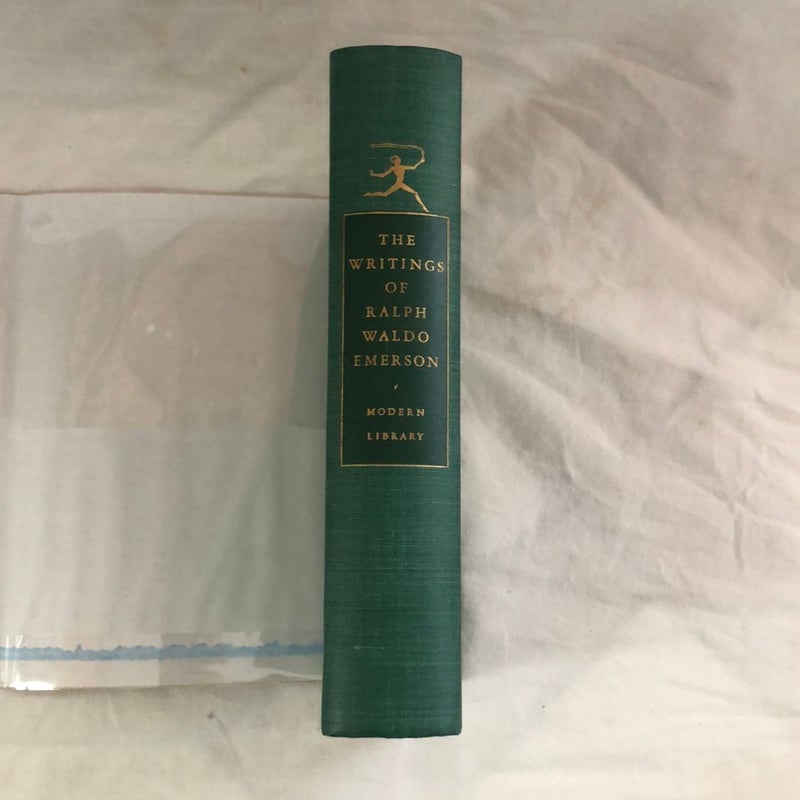 THE
WRITINGS
OF
RALPH
WALDO
EMERSON
MODERN
LIBRARY